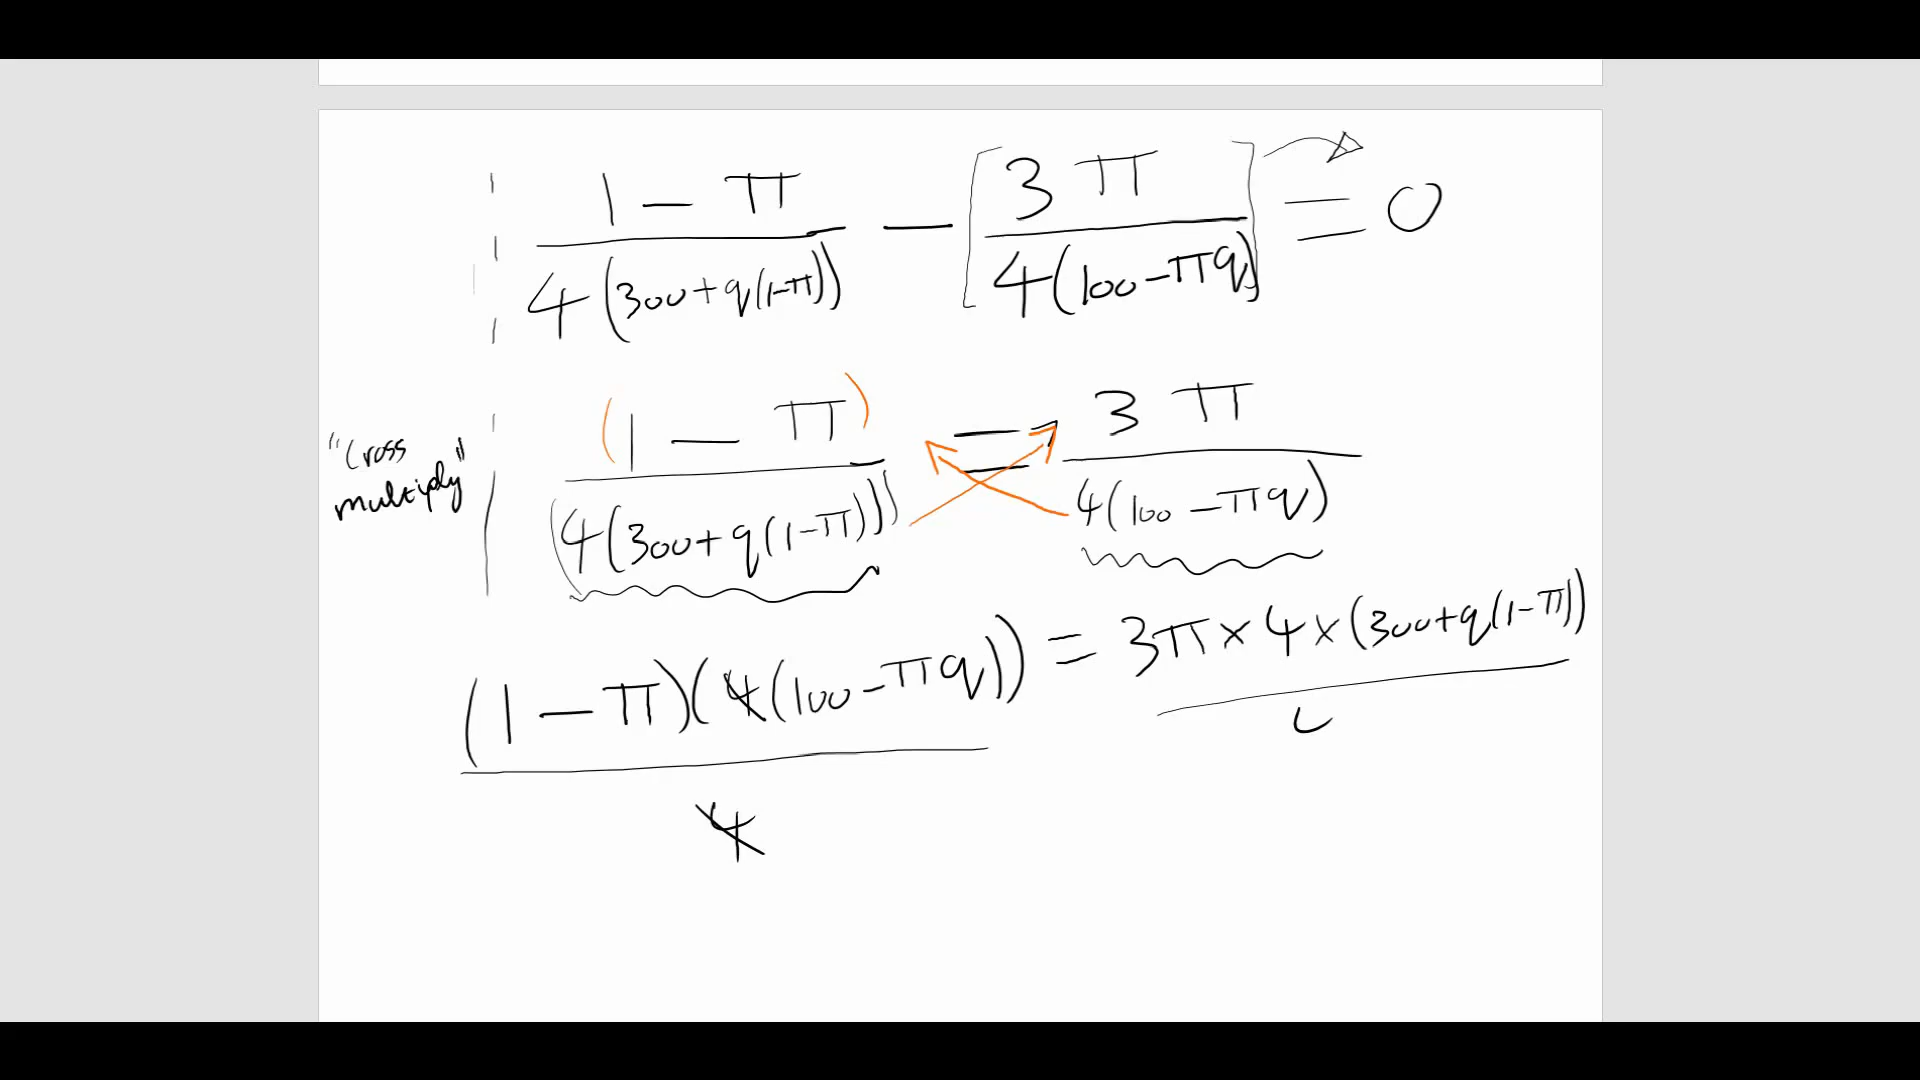 1 - π / 4(300+q(1-π)) - [3π / 4(100-πq)] = 0
"Cross multiply"
(1 - π) / (4(300+q(1-π))) = 3π / 4(100-πq)
(1 - π)(4(100-πq)) / 4 = 3π×4×(300+q(1-π))